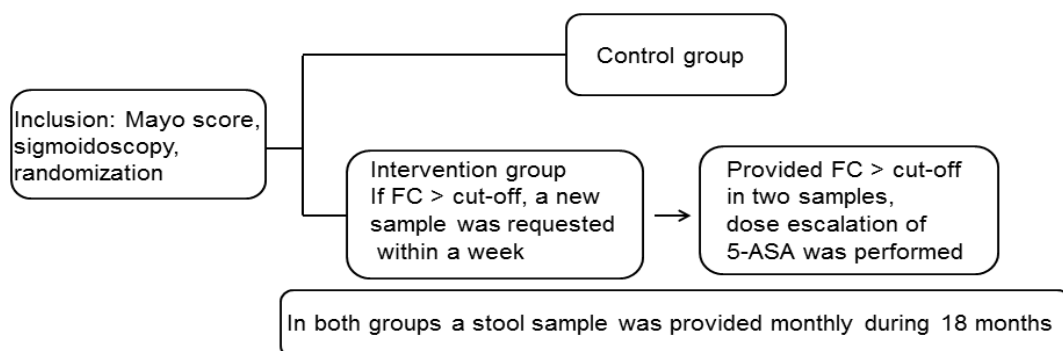 Control group
Inclusion: Mayo score,
sigmoidoscopy,
randomization
Intervention group
If FC > cut-off, a new
sample was requested
within a week
Provided FC > cut-off
in two samples,
dose escalation of
5-ASA was performed
In both groups a stool sample was provided monthly during 18 months